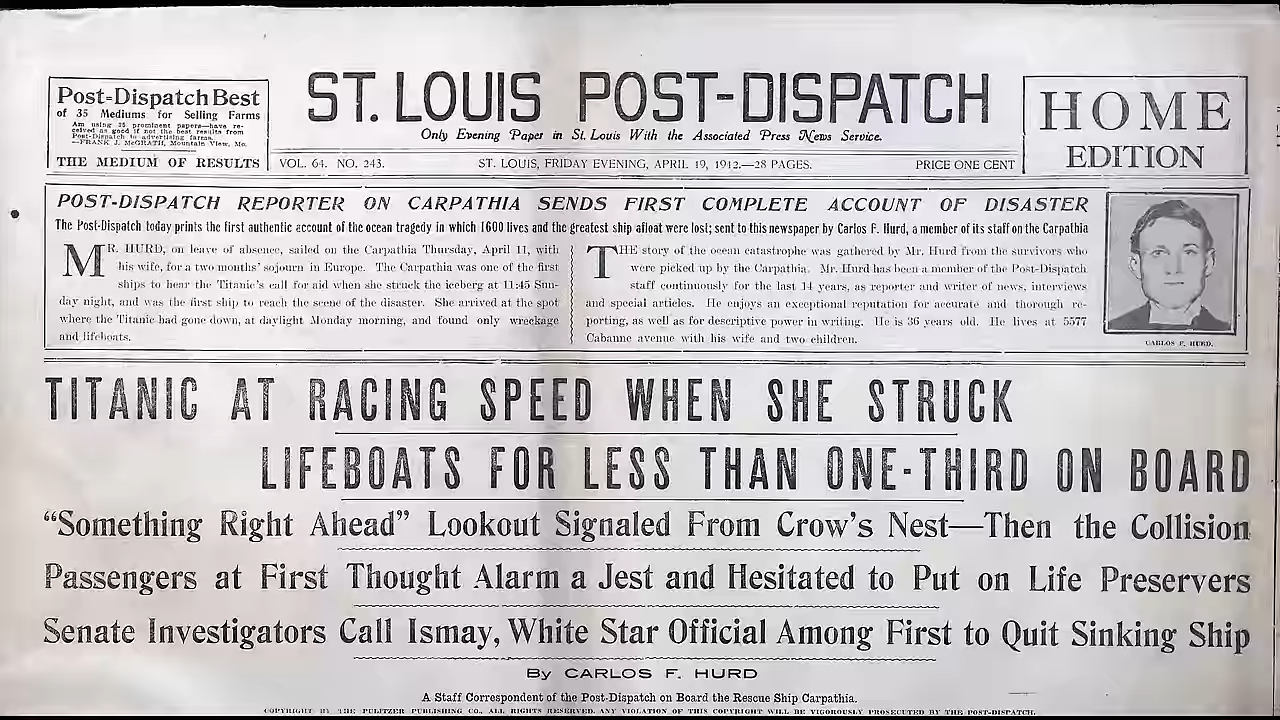 Post=Dispatch Best
of 35 Mediums for Selling Farms
Am using 35 prominent papers—have re-
ceived as good if not the best results from
Post-Dispatch in advertising farms.
—FRANK J. McGRATH, Mountain View, Mo.
THE MEDIUM OF RESULTS
ST. LOUIS POST-DISPATCH
Only Evening Paper in St. Louis With the Associated Press News Service.
VOL. 64. NO. 243.
ST. LOUIS, FRIDAY EVENING, APRIL 19, 1912.—28 PAGES.
PRICE ONE CENT
HOME
EDITION
POST-DISPATCH REPORTER ON CARPATHIA SENDS FIRST COMPLETE ACCOUNT OF DISASTER
The Post-Dispatch today prints the first authentic account of the ocean tragedy in which 1600 lives and the greatest ship afloat were lost; sent to this newspaper by Carlos F. Hurd, a member of its staff on the Carpathia
MR. HURD, on leave of absence, sailed on the Carpathia Thursday, April 11, with
his wife, for a two months' sojourn in Europe. The Carpathia was one of the first
ships to hear the Titanic's call for aid when she struck the iceberg at 11:45 Sun-
day night, and was the first ship to reach the scene of the disaster. She arrived at the spot
where the Titanic had gone down, at daylight Monday morning, and found only wreckage
and lifeboats.
THE story of the ocean catastrophe was gathered by Mr. Hurd from the survivors who
were picked up by the Carpathia. Mr. Hurd has been a member of the Post-Dispatch
staff continuously for the last 14 years, as reporter and writer of news, interviews
and special articles. He enjoys an exceptional reputation for accurate and thorough re-
porting, as well as for descriptive power in writing. He is 36 years old. He lives at 5577
Cabanne avenue with his wife and two children.
CARLOS F. HURD.
TITANIC AT RACING SPEED WHEN SHE STRUCK
LIFEBOATS FOR LESS THAN ONE-THIRD ON BOARD
"Something Right Ahead" Lookout Signaled From Crow's Nest—Then the Collision
Passengers at First Thought Alarm a Jest and Hesitated to Put on Life Preservers
Senate Investigators Call Ismay, White Star Official Among First to Quit Sinking Ship
By CARLOS F. HURD
A Staff Correspondent of the Post-Dispatch on Board the Rescue Ship Carpathia.
COPYRIGHT BY THE PULITZER PUBLISHING CO., ALL RIGHTS RESERVED. ANY VIOLATION OF THIS COPYRIGHT WILL BE VIGOROUSLY PROSECUTED BY THE POST-DISPATCH.